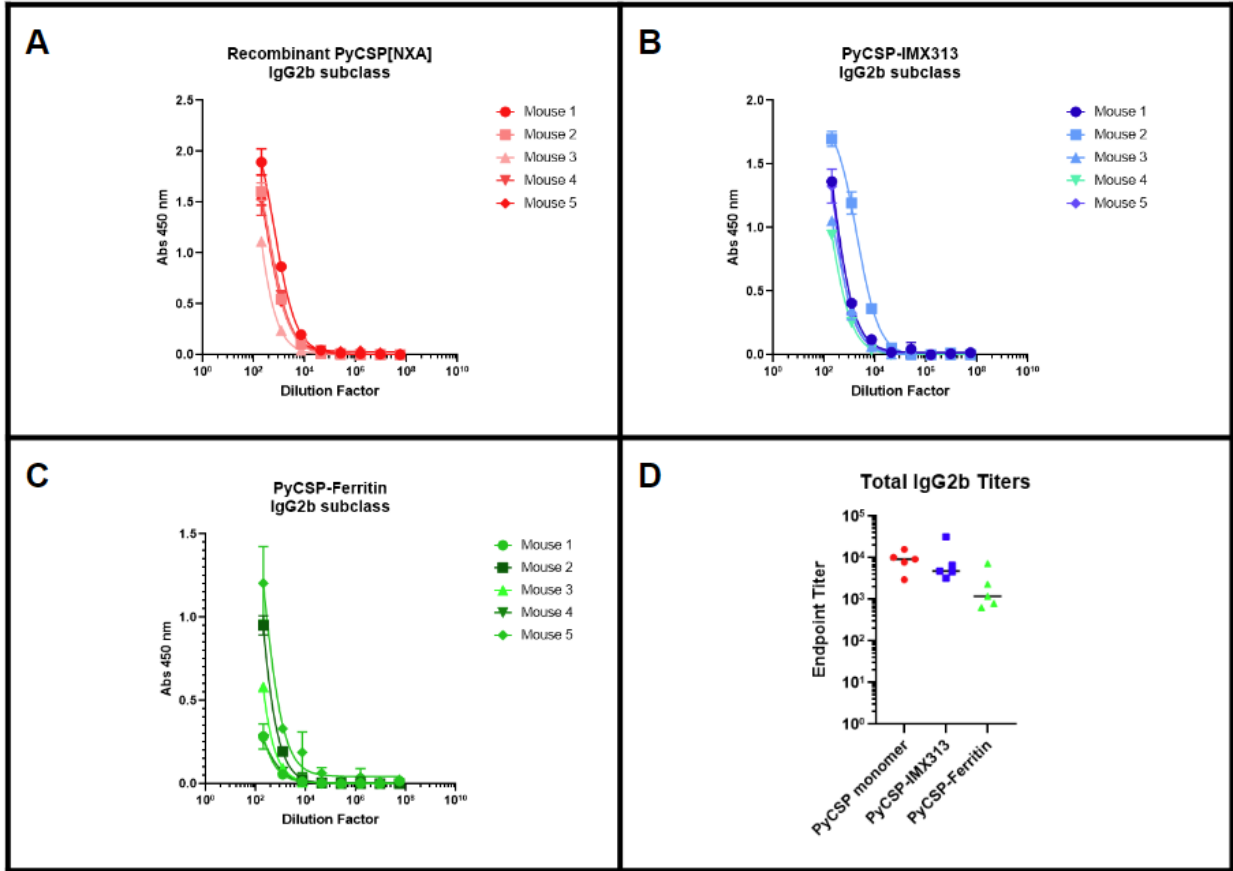 A
Recombinant PyCSP[NXA]
IgG2b subclass
2.5
2.0
1.5
1.0
0.5
0.0
Abs 450 nm
10⁰
10²
10⁴
10⁶
10⁸
10¹⁰
Dilution Factor
Mouse 1
Mouse 2
Mouse 3
Mouse 4
Mouse 5
B
PyCSP-IMX313
IgG2b subclass
2.0
1.5
1.0
0.5
0.0
Abs 450 nm
10⁰
10²
10⁴
10⁶
10⁸
10¹⁰
Dilution Factor
Mouse 1
Mouse 2
Mouse 3
Mouse 4
Mouse 5
C
PyCSP-Ferritin
IgG2b subclass
1.5
1.0
0.5
0.0
Abs 450 nm
10⁰
10²
10⁴
10⁶
10⁸
10¹⁰
Dilution Factor
Mouse 1
Mouse 2
Mouse 3
Mouse 4
Mouse 5
D
Total IgG2b Titers
10⁵
10⁴
10³
10²
10¹
10⁰
Endpoint Titer
PyCSP monomer
PyCSP-IMX313
PyCSP-Ferritin